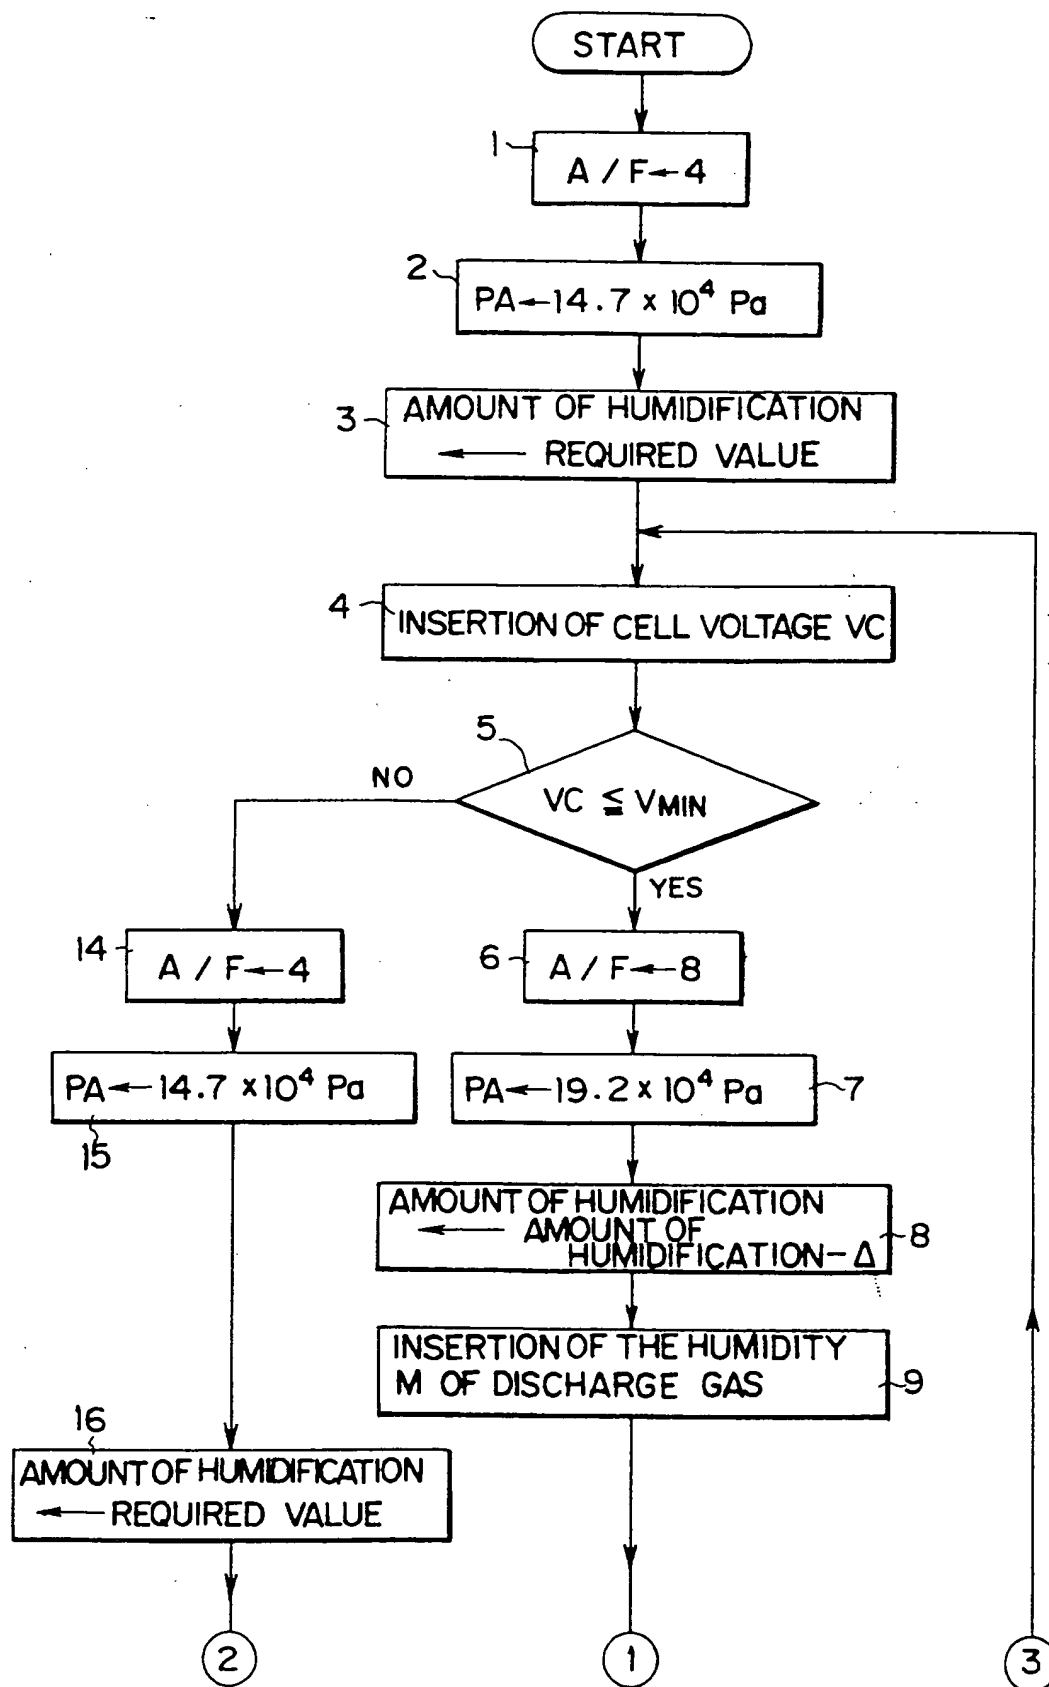 START
1
A / F←4
2
PA←14.7 × 10⁴ Pa
3
AMOUNT OF HUMIDIFICATION
← REQUIRED VALUE
4
INSERTION OF CELL VOLTAGE VC
5
VC ≦ VMIN
NO
YES
14
A / F←4
6
A / F←8
PA←14.7 ×10⁴ Pa
15
PA←19.2 × 10⁴ Pa
7
AMOUNT OF HUMIDIFICATION
← AMOUNT OF
HUMIDIFICATION-Δ
8
INSERTION OF THE HUMIDITY
M OF DISCHARGE GAS
9
16
AMOUNT OF HUMIDIFICATION
← REQUIRED VALUE
2
1
3